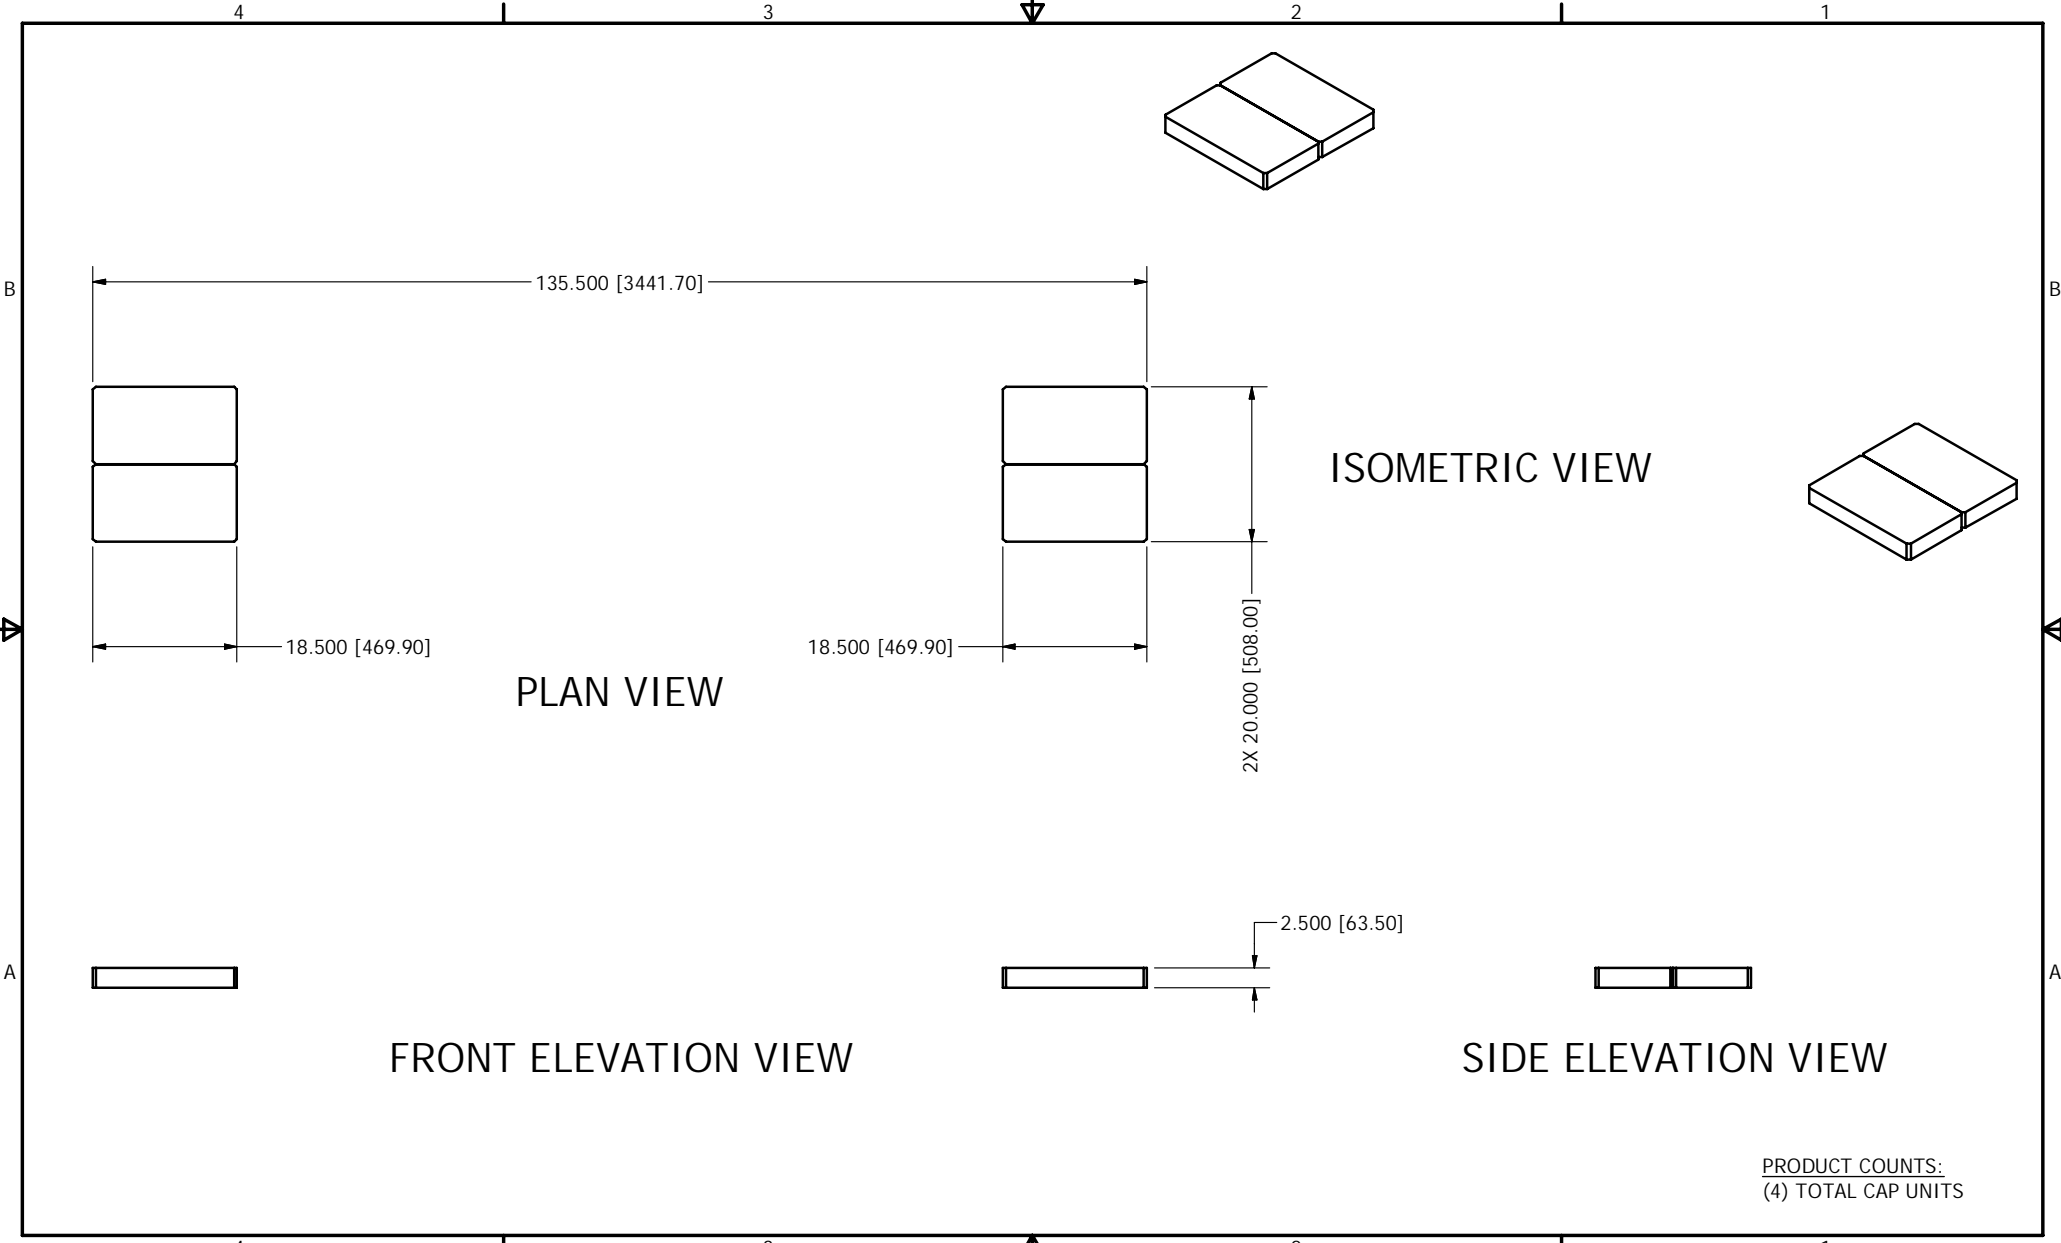 4 3 2 1
135.500 [3441.70]
B B
ISOMETRIC VIEW
18.500 [469.90] 18.500 [469.90]
2X 20.000 [508.00]
PLAN VIEW
2.500 [63.50]
A A
FRONT ELEVATION VIEW SIDE ELEVATION VIEW
PRODUCT COUNTS:
(4) TOTAL CAP UNITS